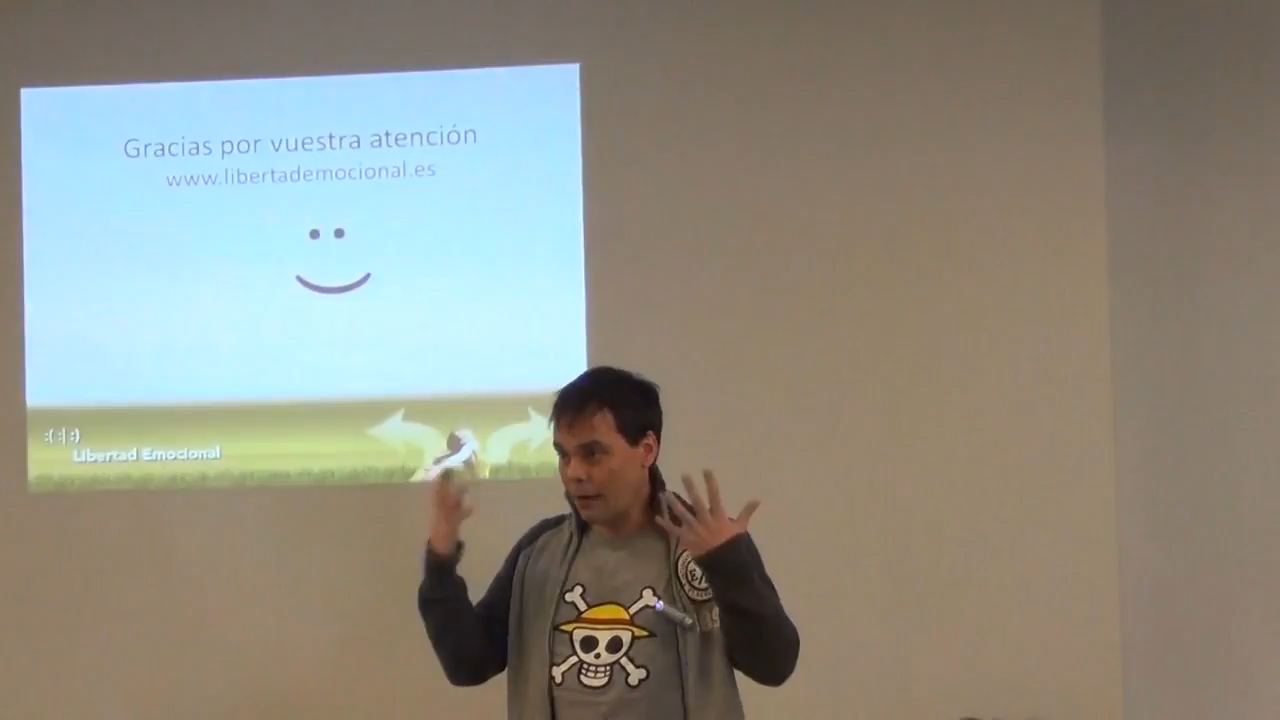 Gracias por vuestra atención
www.libertademocional.es
:( :| :)
Libertad Emocional